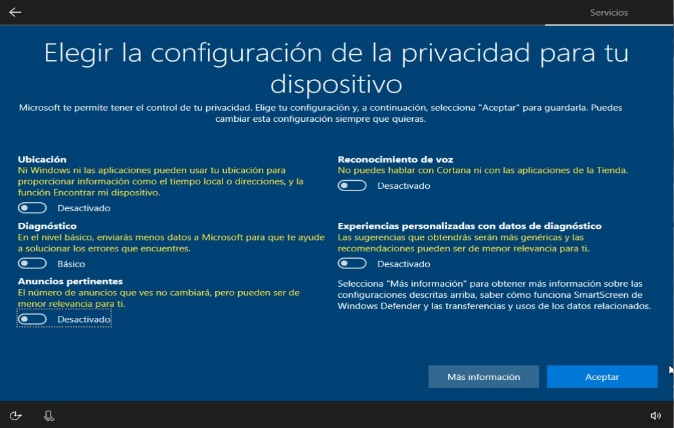 Servicios
Elegir la configuración de la privacidad para tu
dispositivo
Microsoft te permite tener el control de tu privacidad. Elige tu configuración y, a continuación, selecciona "Aceptar" para guardarla. Puedes
cambiar esta configuración siempre que quieras.
Ubicación
Ni Windows ni las aplicaciones pueden usar tu ubicación para
proporcionar información como el tiempo local o direcciones, y la
función Encontrar mi dispositivo.
Desactivado
Diagnóstico
En el nivel básico, enviarás menos datos a Microsoft para que te ayude
a solucionar los errores que encuentres.
Básico
Anuncios pertinentes
El número de anuncios que ves no cambiará, pero pueden ser de
menor relevancia para ti.
Desactivado
Reconocimiento de voz
No puedes hablar con Cortana ni con las aplicaciones de la Tienda.
Desactivado
Experiencias personalizadas con datos de diagnóstico
Las sugerencias que obtendrás serán más genéricas y las
recomendaciones pueden ser de menor relevancia para ti.
Desactivado
Selecciona "Más información" para obtener más información sobre las
configuraciones descritas arriba, saber cómo funciona SmartScreen de
Windows Defender y las transferencias y usos de los datos relacionados.
Más información
Aceptar